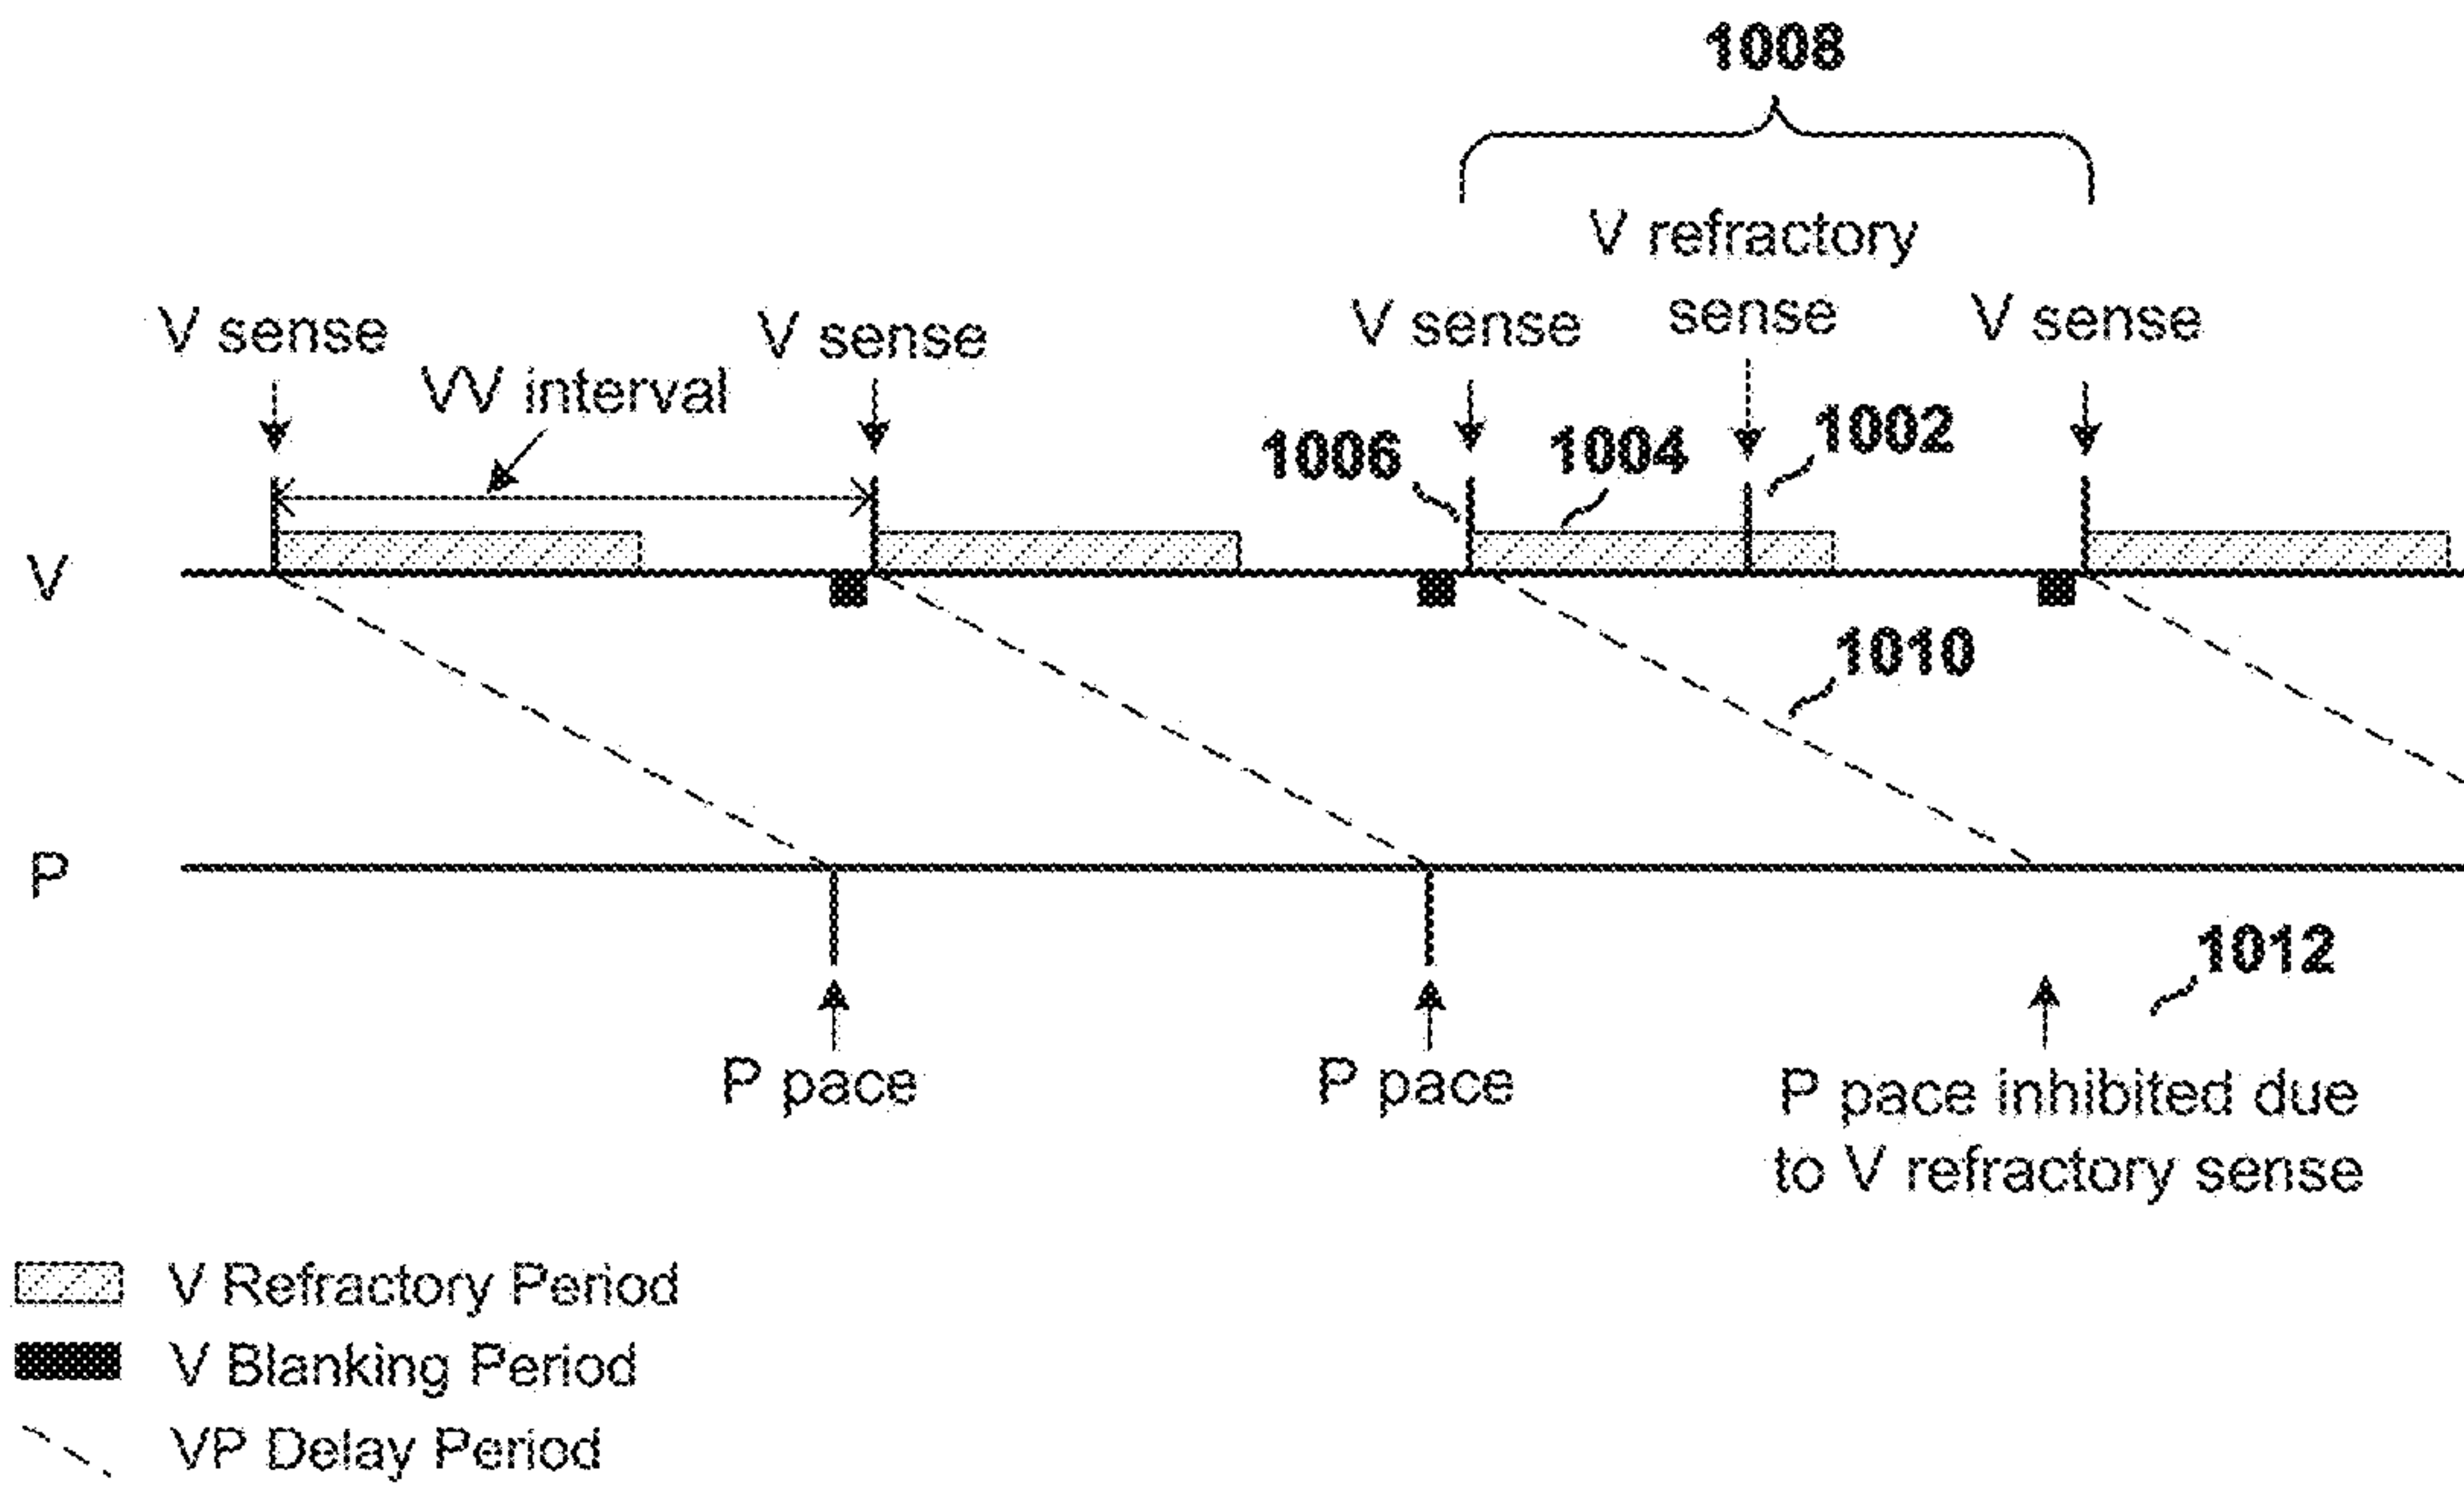 1008
V refractory
sense
V sense
V sense
V sense
V sense
VV interval
1006
1004
1002
V
1010
P
1012
P pace
P pace
P pace inhibited due
to V refractory sense
V Refractory Period
V Blanking Period
VP Delay Period